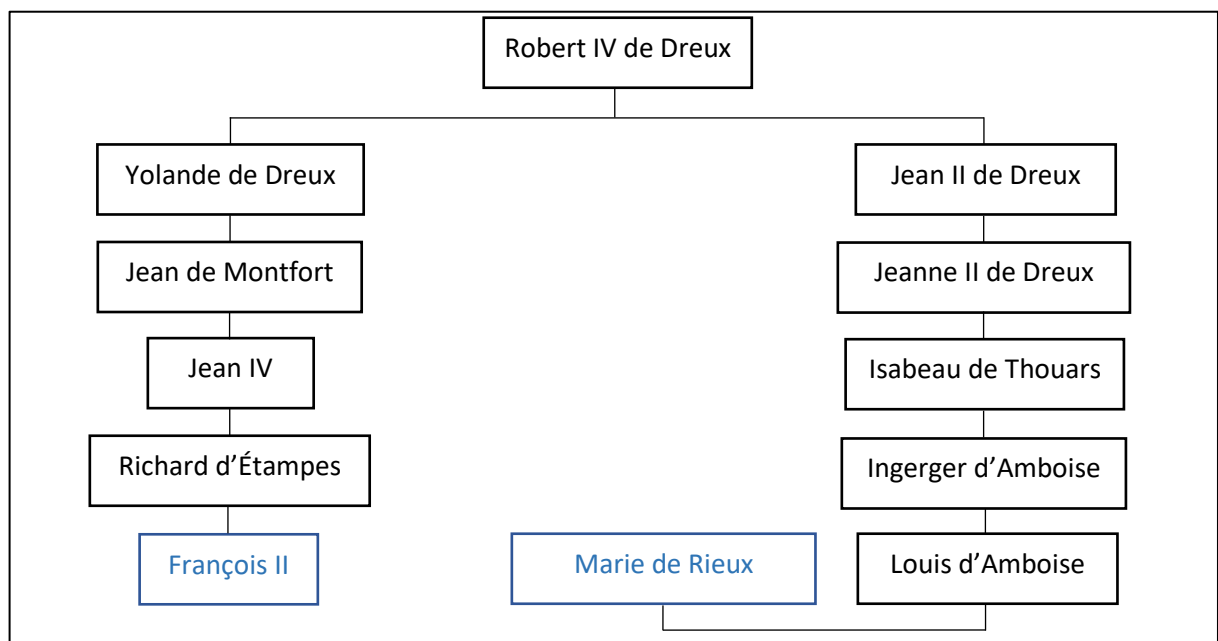 Robert IV de Dreux
Yolande de Dreux
Jean II de Dreux
Jean de Montfort
Jeanne II de Dreux
Jean IV
Isabeau de Thouars
Richard d’Étampes
Ingerger d’Amboise
François II
Marie de Rieux
Louis d’Amboise